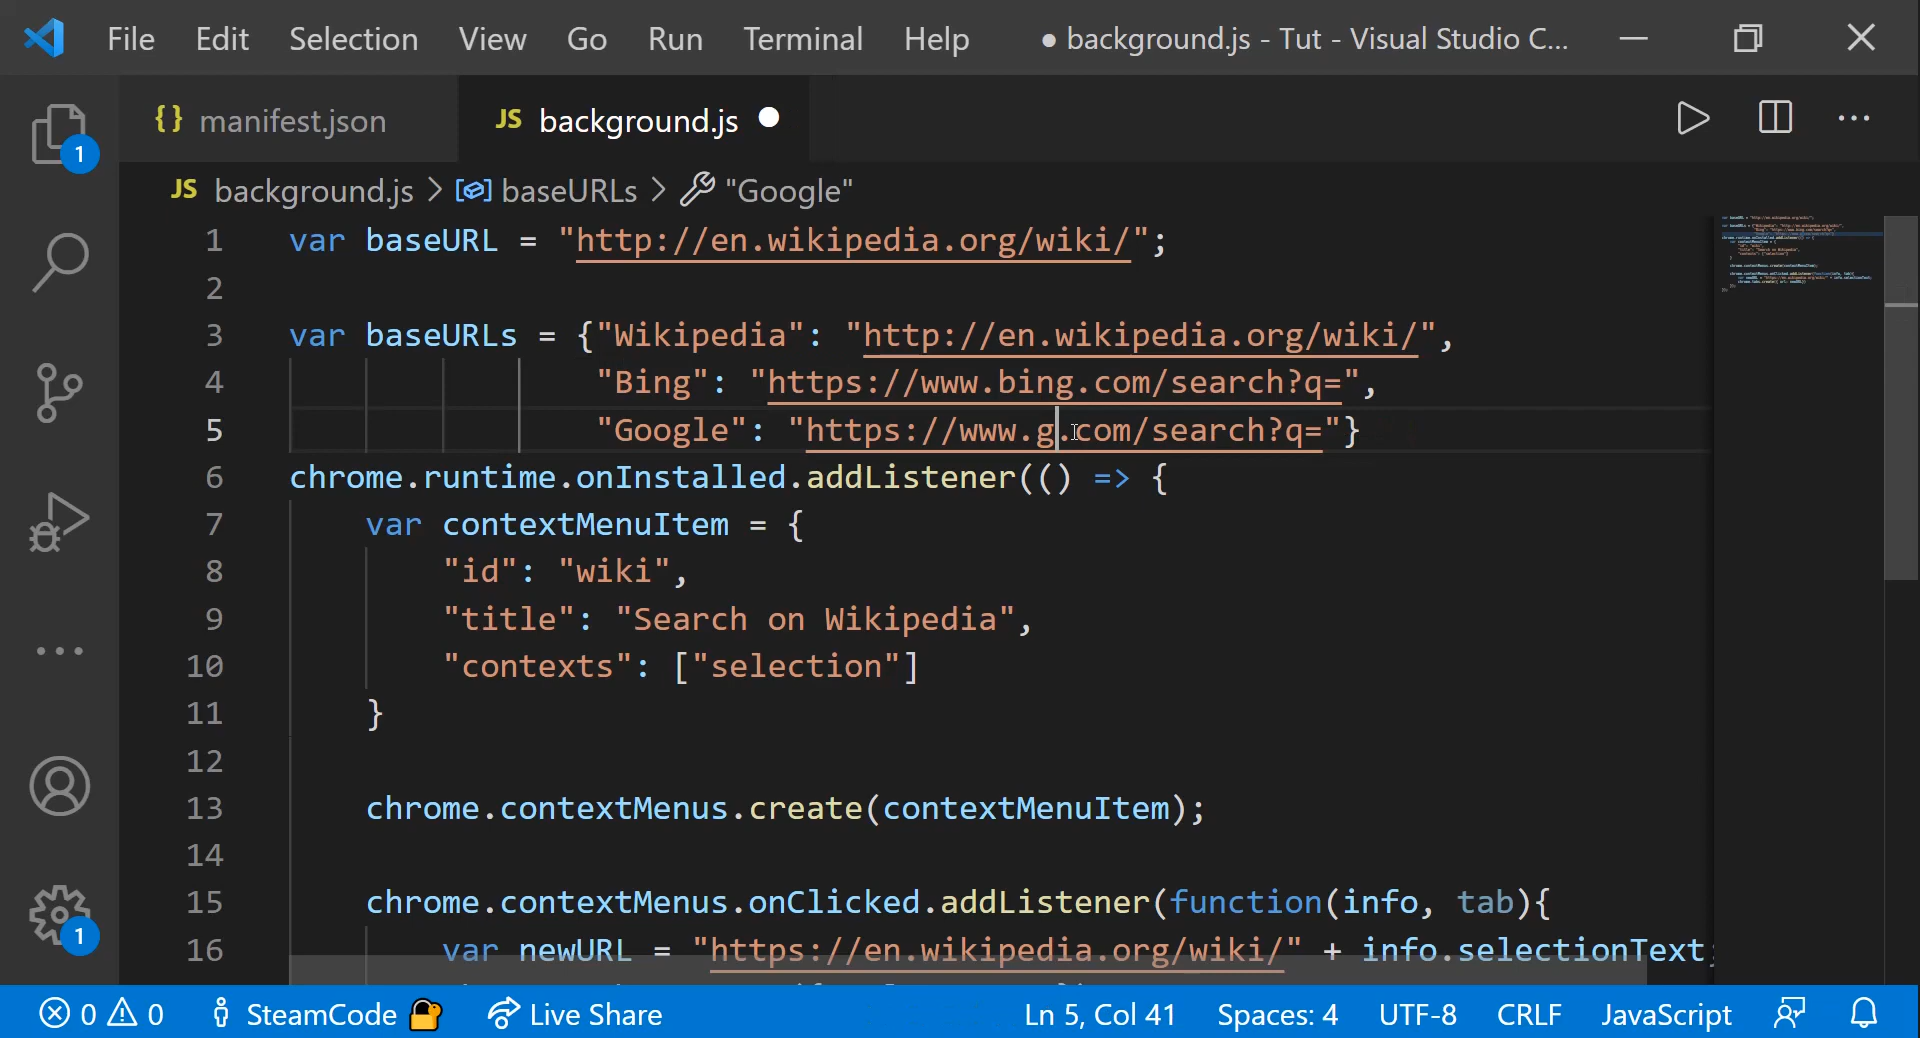 File Edit Selection View Go Run Terminal Help ● background.js - Tut - Visual Studio C...
{} manifest.json JS background.js ●
1
JS background.js > baseURLs > "Google"
1 var baseURL = "http://en.wikipedia.org/wiki/";
2
3 var baseURLs = {"Wikipedia": "http://en.wikipedia.org/wiki/",
4 "Bing": "https://www.bing.com/search?q=",
5 "Google": "https://www.g.com/search?q="}
6 chrome.runtime.onInstalled.addListener(() => {
7 var contextMenuItem = {
8 "id": "wiki",
9 "title": "Search on Wikipedia",
10 "contexts": ["selection"]
11 }
12
13 chrome.contextMenus.create(contextMenuItem);
14
15 chrome.contextMenus.onClicked.addListener(function(info, tab){
16 var newURL = "https://en.wikipedia.org/wiki/" + info.selectionText;
1
0 0 SteamCode Live Share Ln 5, Col 41 Spaces: 4 UTF-8 CRLF JavaScript